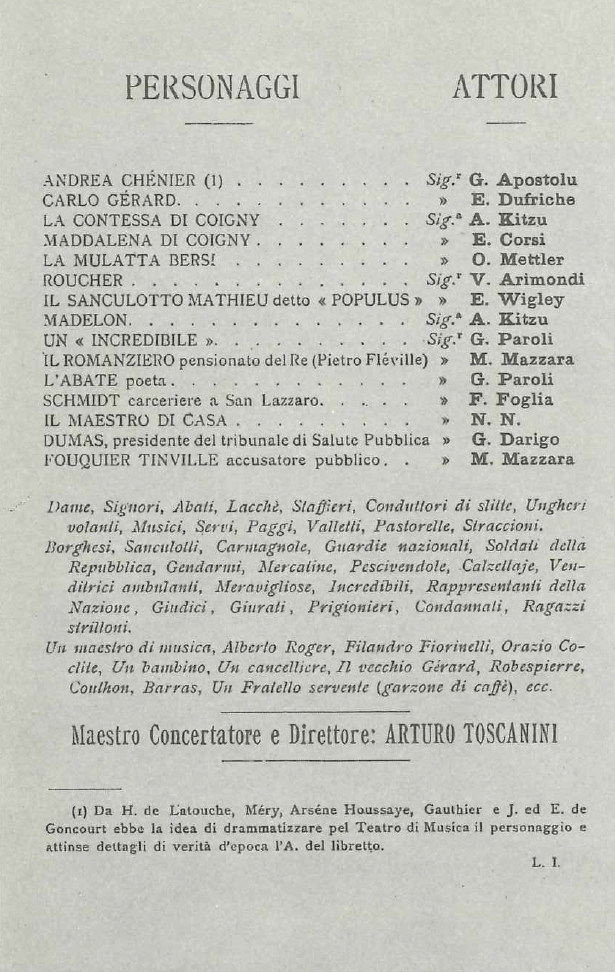 PERSONAGGI ATTORI
ANDREA CHÉNIER (1) . . . . . . . . . . Sig.r G. Apostolu
CARLO GÉRARD. . . . . . . . . . . . » E. Dufriche
LA CONTESSA DI COIGNY . . . . . . . Sig.a A. Kitzu
MADDALENA DI COIGNY . . . . . . . . » E. Corsi
LA MULATTA BERSI . . . . . . . . . . » O. Mettler
ROUCHER . . . . . . . . . . . . . . Sig.r V. Arimondi
IL SANCULOTTO MATHIEU detto « POPULUS » » E. Wigley
MADELON. . . . . . . . . . . . . . Sig.a A. Kitzu
UN « INCREDIBILE ». . . . . . . . . . Sig.r G. Paroli
IL ROMANZIERO pensionato del Re (Pietro Fléville) » M. Mazzara
L'ABATE poeta . . . . . . . . . . . . » G. Paroli
SCHMIDT carceriere a San Lazzaro. . . . . . » F. Foglia
IL MAESTRO DI CASA . . . . . . . . . » N. N.
DUMAS, presidente del tribunale di Salute Pubblica » G. Darigo
FOUQUIER TINVILLE accusatore pubblico. . . » M. Mazzara
Dame, Signori, Abati, Lacchè, Staffieri, Conduttori di slitte, Ungheri
volanti, Musici, Servi, Paggi, Valletti, Pastorelle, Straccioni.
Borghesi, Sanculotti, Carmagnole, Guardie nazionali, Soldati della
Repubblica, Gendarmi, Mercatine, Pescivendole, Calzettaje, Ven-
ditrici ambulanti, Meravigliose, Incredibili, Rappresentanti della
Nazione, Giudici, Giurati, Prigionieri, Condannati, Ragazzi
strilloni.
Un maestro di musica, Alberto Roger, Filandro Fiorinelli, Orazio Co-
clite, Un bambino, Un cancelliere, Il vecchio Gérard, Robespierre,
Couthon, Barras, Un Fratello servente (garzone di caffè), ecc.
Maestro Concertatore e Direttore: ARTURO TOSCANINI
(1) Da H. de Latouche, Méry, Arséne Houssaye, Gauthier e J. ed E. de
Goncourt ebbe la idea di drammatizzare pel Teatro di Musica il personaggio e
attinse dettagli di verità d'epoca l'A. del libretto.
L. I.